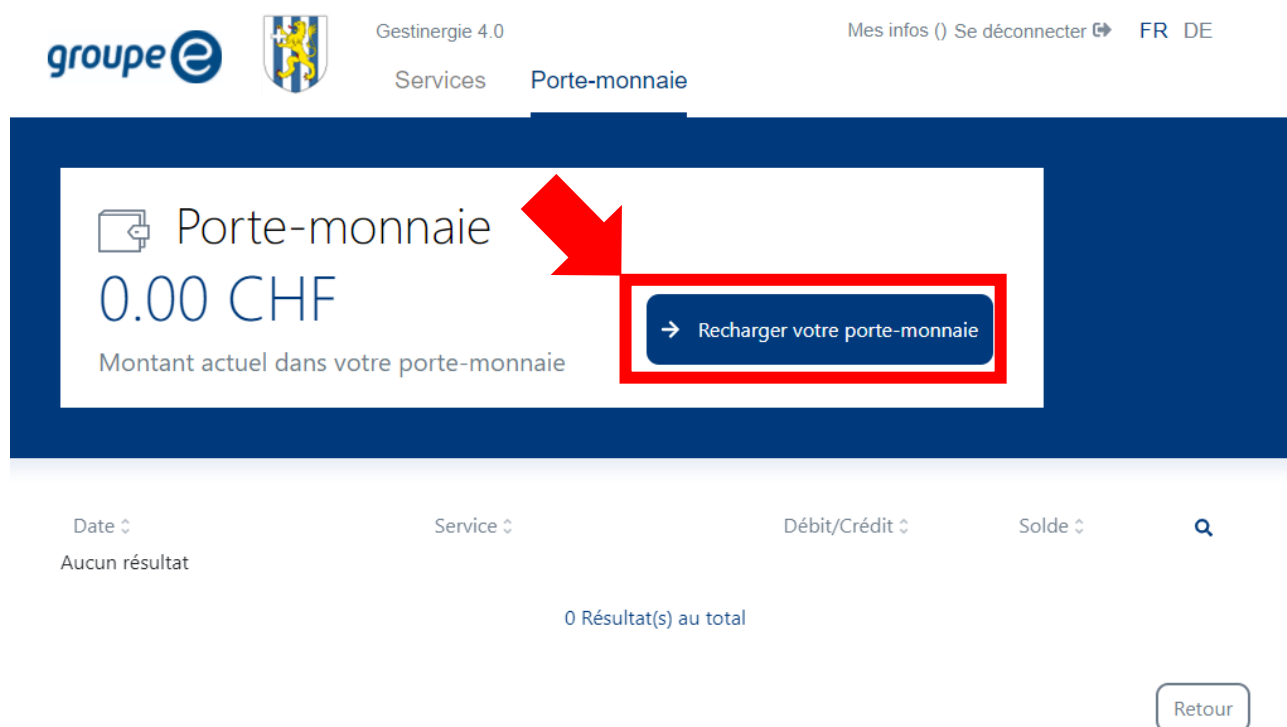 groupe e
Gestinergie 4.0
Mes infos () Se déconnecter
FR DE
Services Porte-monnaie
Porte-monnaie
0.00 CHF
Montant actuel dans votre porte-monnaie
Recharger votre porte-monnaie
Date Service Débit/Crédit Solde
Aucun résultat
0 Résultat(s) au total
Retour